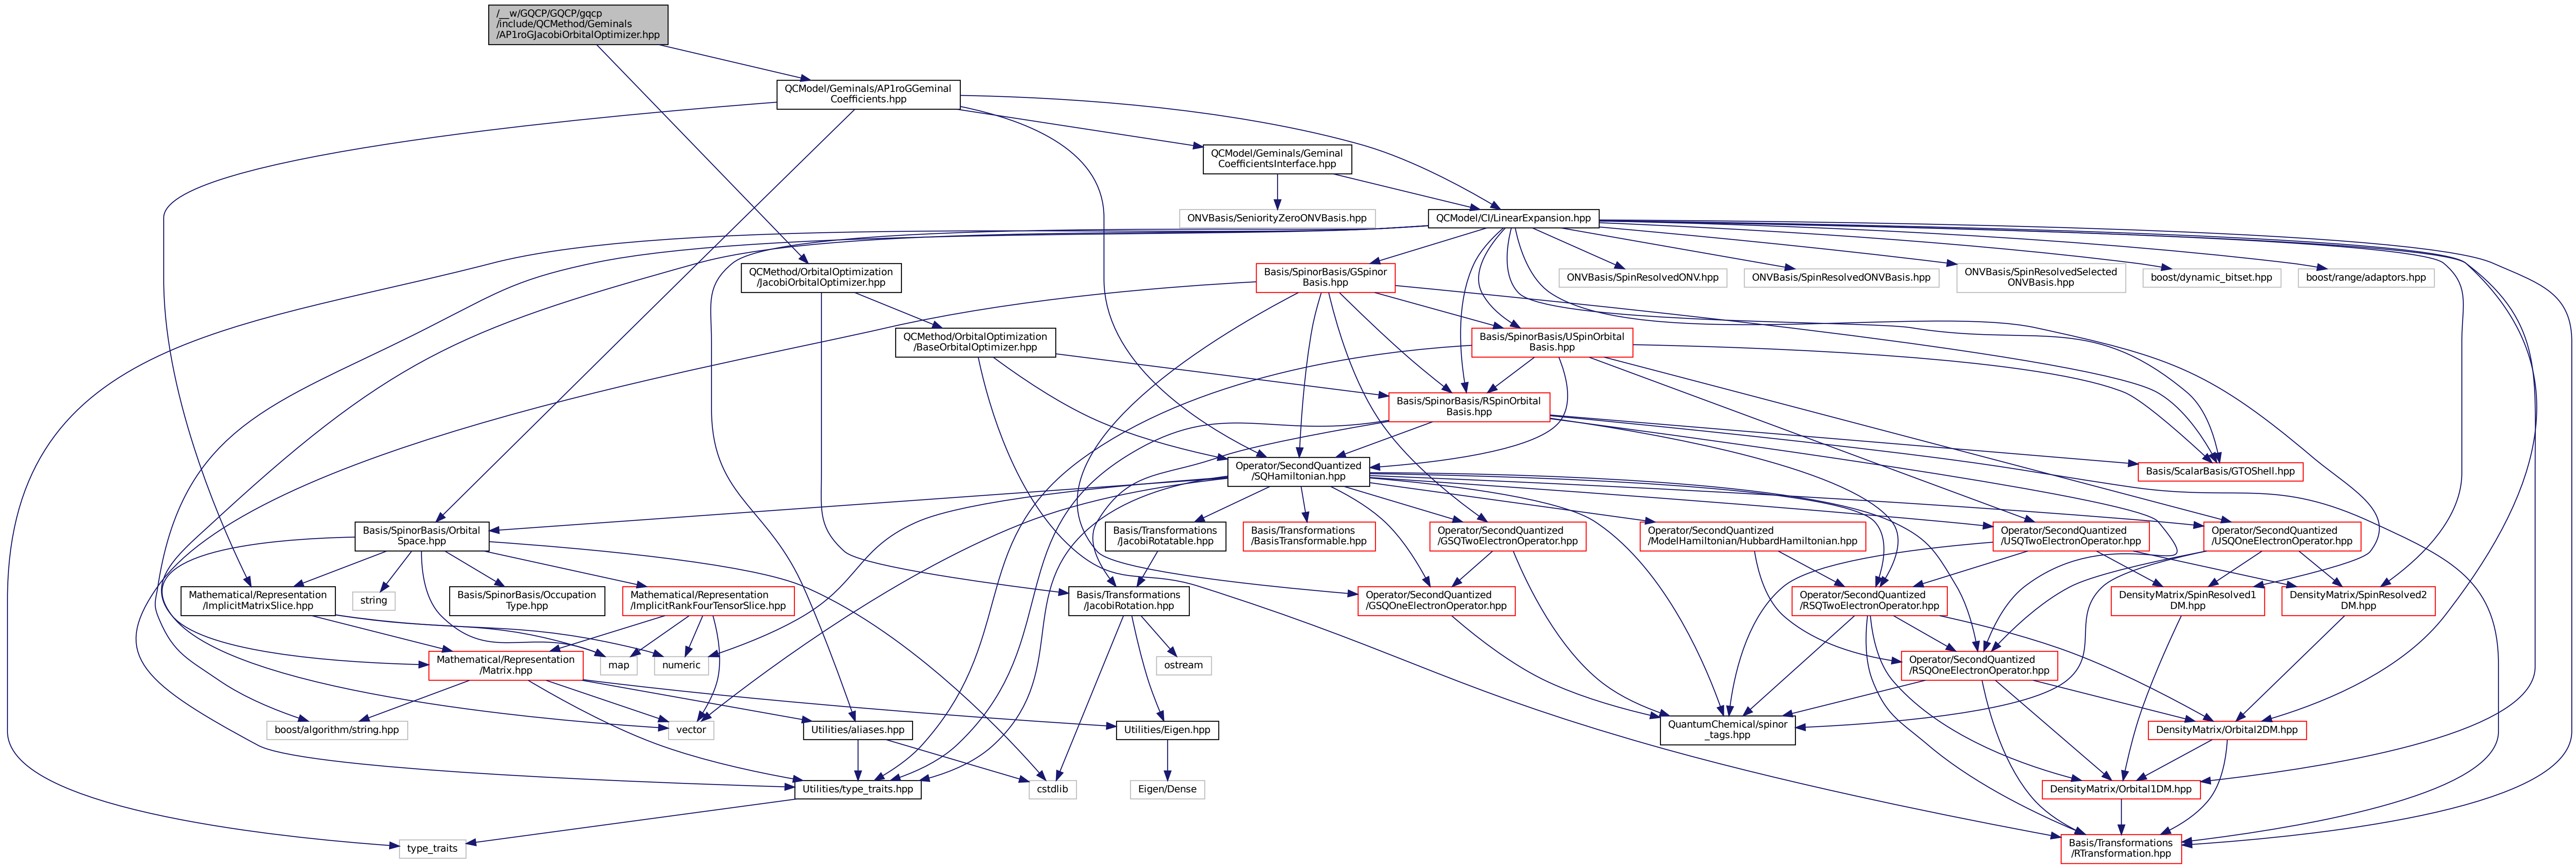 /__w/GQCP/GQCP/gqcp
/include/QCMethod/Geminals
/AP1roGJacobiOrbitalOptimizer.hpp
QCModel/Geminals/AP1roGGeminal
Coefficients.hpp
QCModel/Geminals/Geminal
CoefficientsInterface.hpp
ONVBasis/SeniorityZeroONVBasis.hpp
QCModel/CI/LinearExpansion.hpp
QCMethod/OrbitalOptimization
/JacobiOrbitalOptimizer.hpp
Basis/SpinorBasis/GSpinor
Basis.hpp
ONVBasis/SpinResolvedONV.hpp
ONVBasis/SpinResolvedONVBasis.hpp
ONVBasis/SpinResolvedSelected
ONVBasis.hpp
boost/dynamic_bitset.hpp
boost/range/adaptors.hpp
QCMethod/OrbitalOptimization
/BaseOrbitalOptimizer.hpp
Basis/SpinorBasis/USpinOrbital
Basis.hpp
Basis/SpinorBasis/RSpinOrbital
Basis.hpp
Operator/SecondQuantized
/SQHamiltonian.hpp
Basis/ScalarBasis/GTOShell.hpp
Basis/SpinorBasis/Orbital
Space.hpp
Basis/Transformations
/JacobiRotatable.hpp
Basis/Transformations
/BasisTransformable.hpp
Operator/SecondQuantized
/GSQTwoElectronOperator.hpp
Operator/SecondQuantized
/ModelHamiltonian/HubbardHamiltonian.hpp
Operator/SecondQuantized
/USQTwoElectronOperator.hpp
Operator/SecondQuantized
/USQOneElectronOperator.hpp
Mathematical/Representation
/ImplicitMatrixSlice.hpp
string
Basis/SpinorBasis/Occupation
Type.hpp
Mathematical/Representation
/ImplicitRankFourTensorSlice.hpp
Basis/Transformations
/JacobiRotation.hpp
Operator/SecondQuantized
/GSQOneElectronOperator.hpp
Operator/SecondQuantized
/RSQTwoElectronOperator.hpp
DensityMatrix/SpinResolved1
DM.hpp
DensityMatrix/SpinResolved2
DM.hpp
Mathematical/Representation
/Matrix.hpp
map
numeric
ostream
Operator/SecondQuantized
/RSQOneElectronOperator.hpp
boost/algorithm/string.hpp
vector
Utilities/aliases.hpp
Utilities/Eigen.hpp
QuantumChemical/spinor
_tags.hpp
DensityMatrix/Orbital2DM.hpp
Utilities/type_traits.hpp
cstdlib
Eigen/Dense
DensityMatrix/Orbital1DM.hpp
type_traits
Basis/Transformations
/RTransformation.hpp